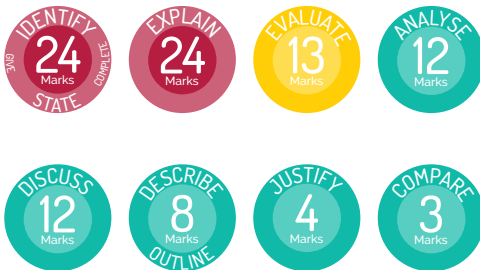 IDENTIFY
GIVE
COMPLETE
24
Marks
STATE
EXPLAIN
24
Marks
EVALUATE
13
Marks
ANALYSE
12
Marks
DISCUSS
12
Marks
DESCRIBE
8
Marks
OUTLINE
JUSTIFY
4
Marks
COMPARE
3
Marks